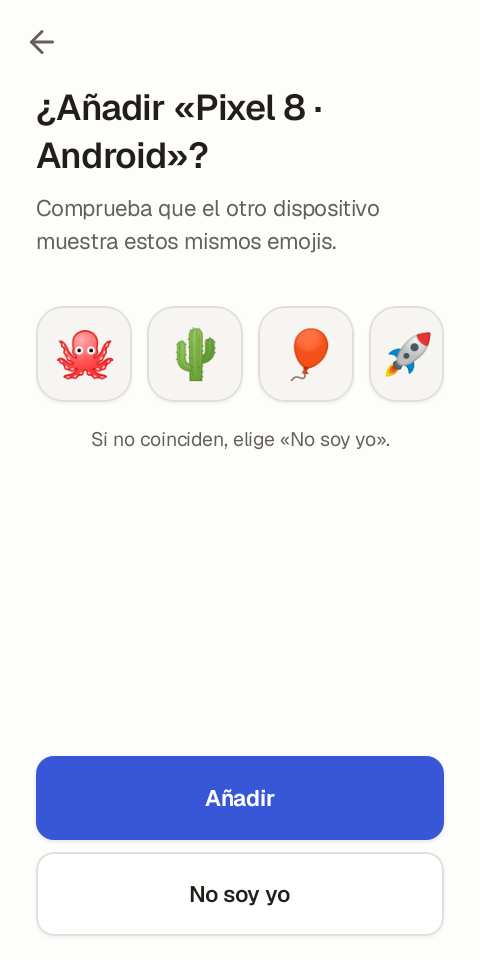 ¿Añadir «Pixel 8 ·
Android»?
Comprueba que el otro dispositivo
muestra estos mismos emojis.
Si no coinciden, elige «No soy yo».
Añadir
No soy yo